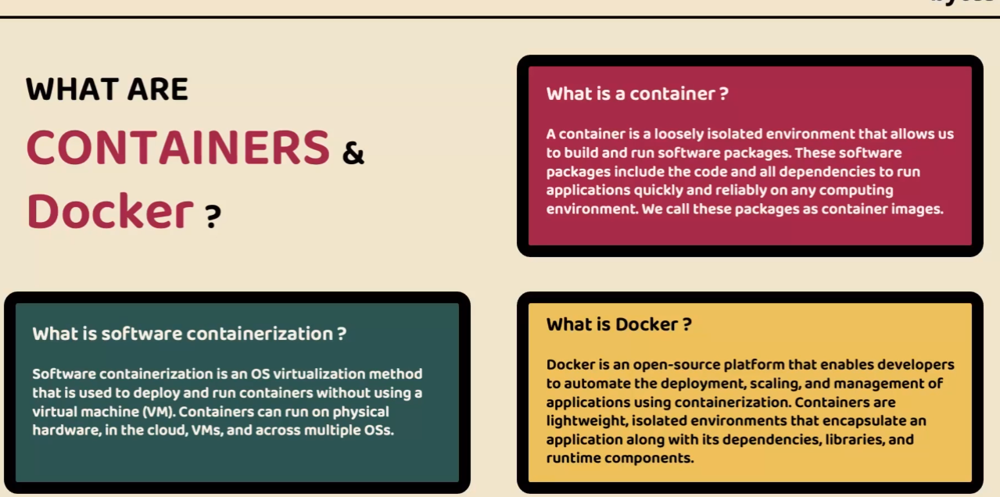 WHAT ARE
CONTAINERS &
Docker ?
What is a container ?
A container is a loosely isolated environment that allows us
to build and run software packages. These software
packages include the code and all dependencies to run
applications quickly and reliably on any computing
environment. We call these packages as container images.
What is software containerization ?
Software containerization is an OS virtualization method
that is used to deploy and run containers without using a
virtual machine (VM). Containers can run on physical
hardware, in the cloud, VMs, and across multiple OSs.
What is Docker ?
Docker is an open-source platform that enables developers
to automate the deployment, scaling, and management of
applications using containerization. Containers are
lightweight, isolated environments that encapsulate an
application along with its dependencies, libraries, and
runtime components.